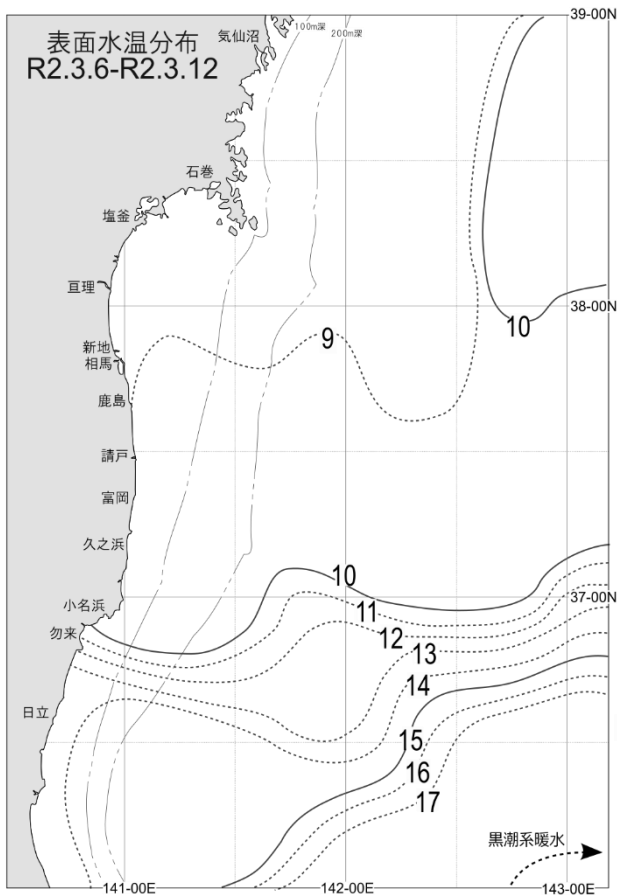 39-00N
表面水温分布
R2.3.6-R2.3.12
気仙沼
100m深
200m深
石巻
塩釜
亘理
38-00N
10
9
新地
相馬
鹿島
請戸
富岡
久之浜
10
小名浜
37-00N
11
勿来
12
13
14
日立
15
16
17
黒潮系暖水
141-00E
142-00E
143-00E